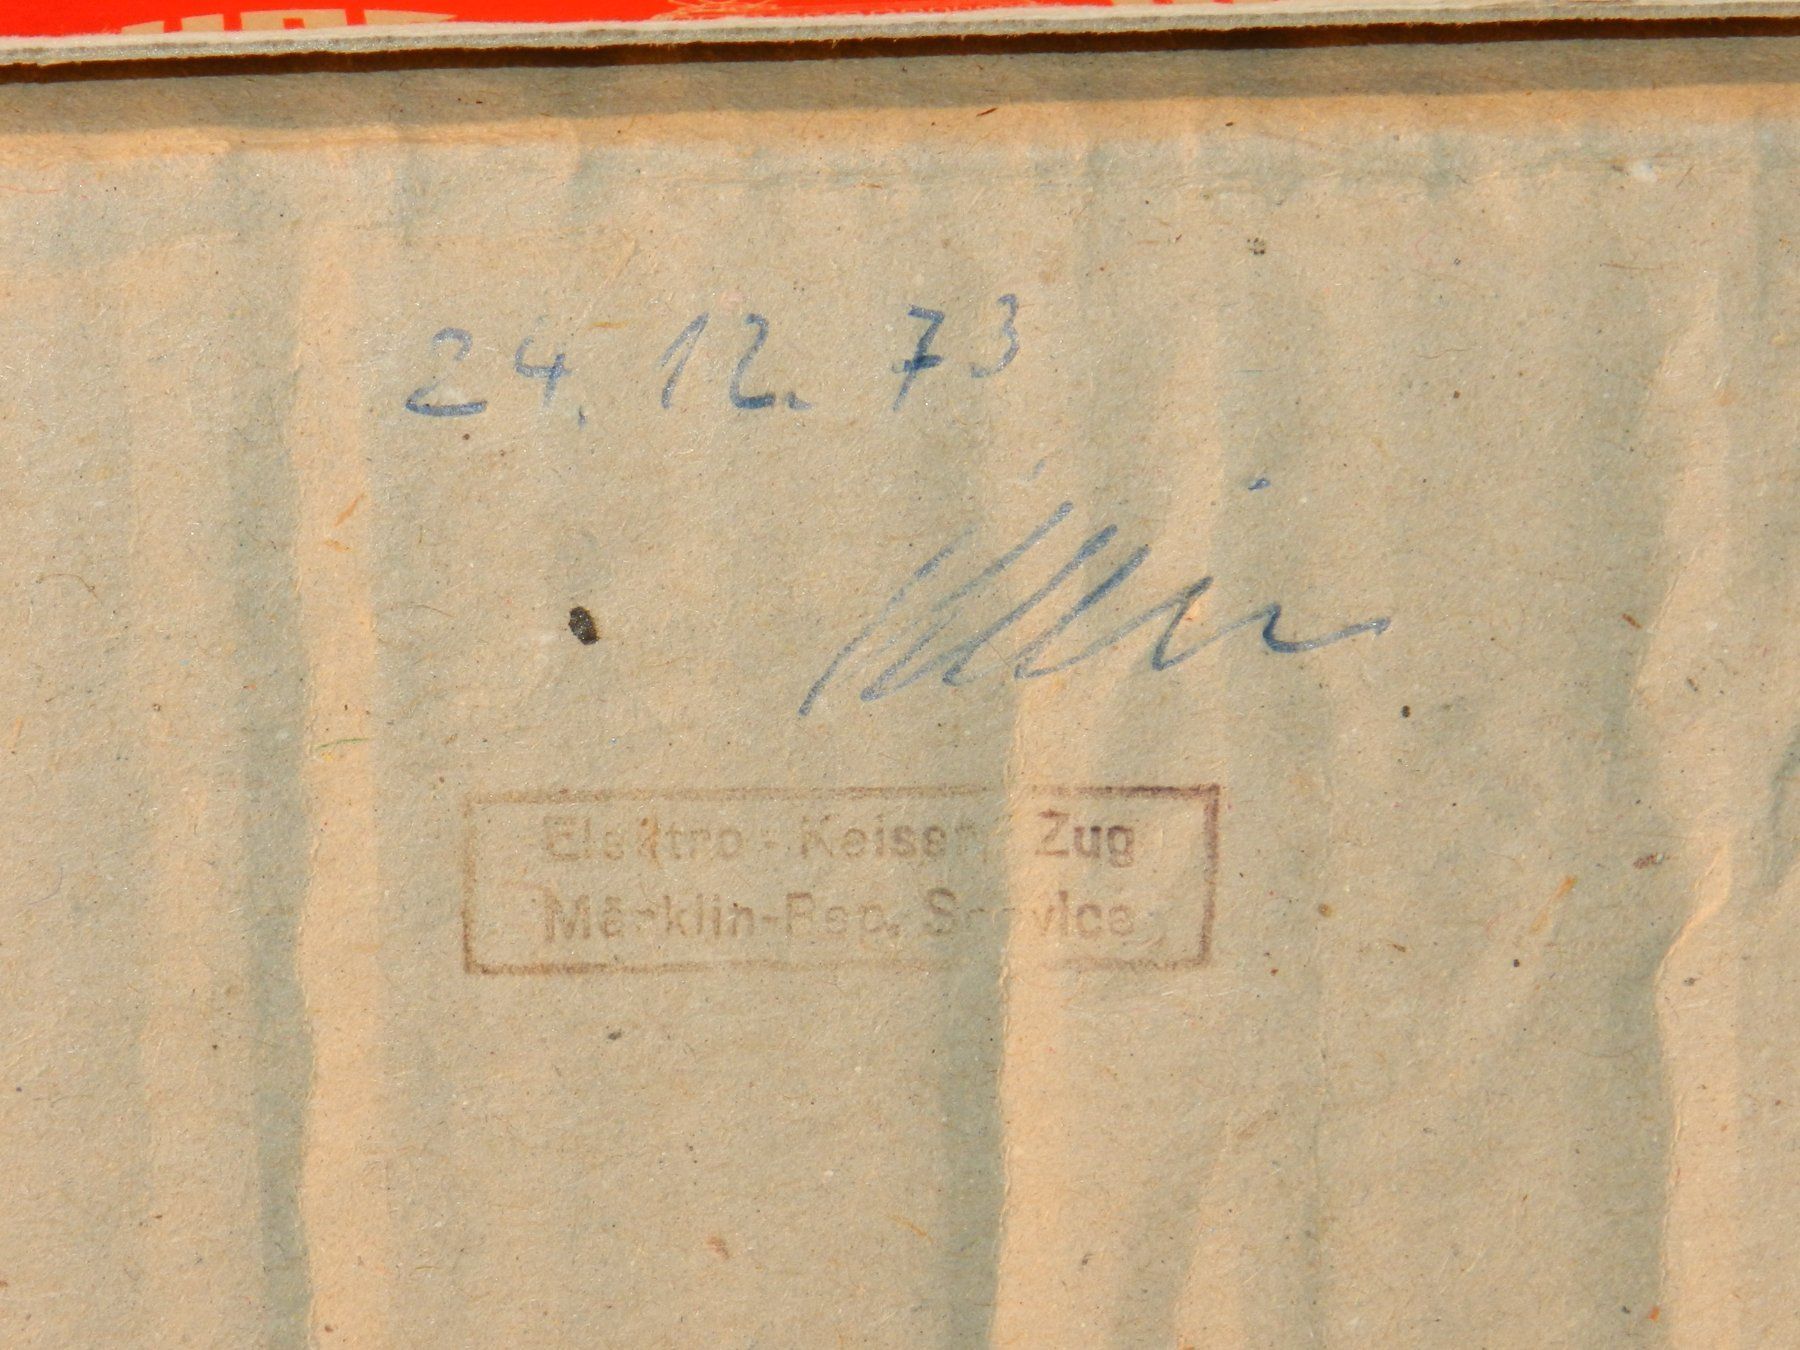 24. 12. 73
Elektro - Keiser, Zug
Märklin-Rep. Service